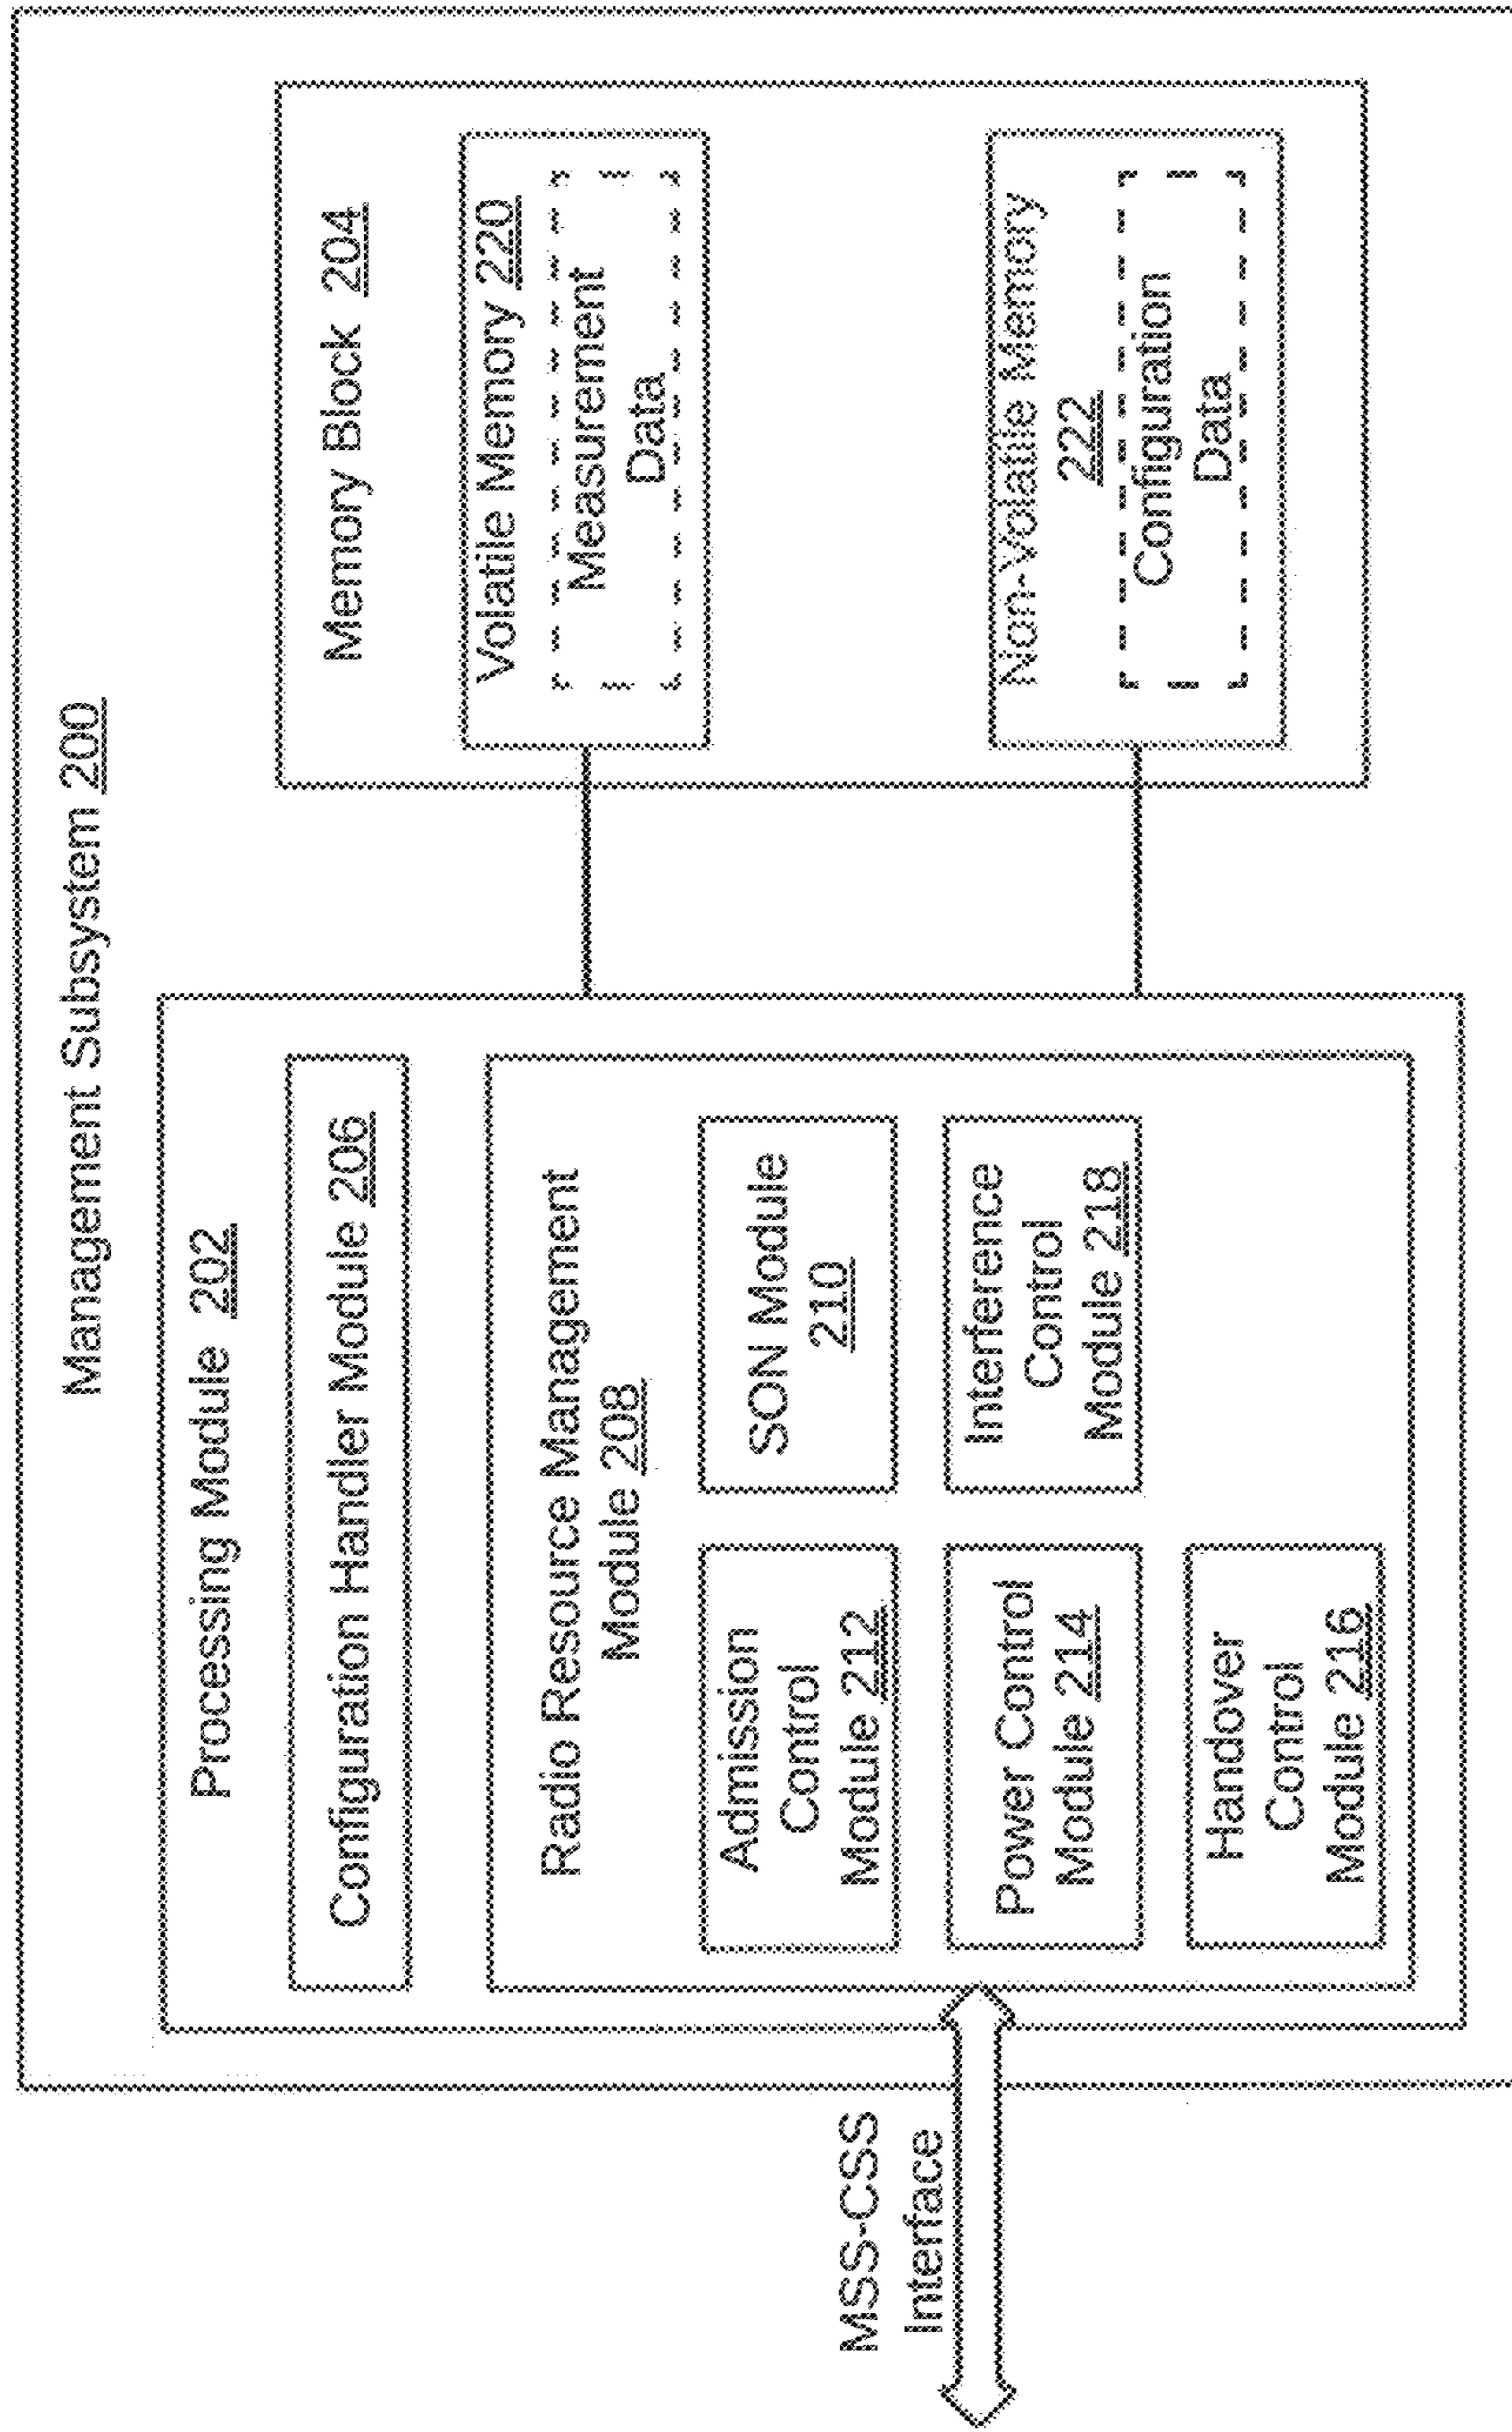 Management Subsystem 200
Processing Module 202
Configuration Handler Module 206
Radio Resource Management
Module 208
Admission
Control
Module 212
SON Module
210
Power Control
Module 214
Interference
Control
Module 218
Handover
Control
Module 216
Memory Block 204
Volatile Memory 220
Measurement
Data
Non-Volatile Memory
222
Configuration
Data
MSS-CSS
Interface